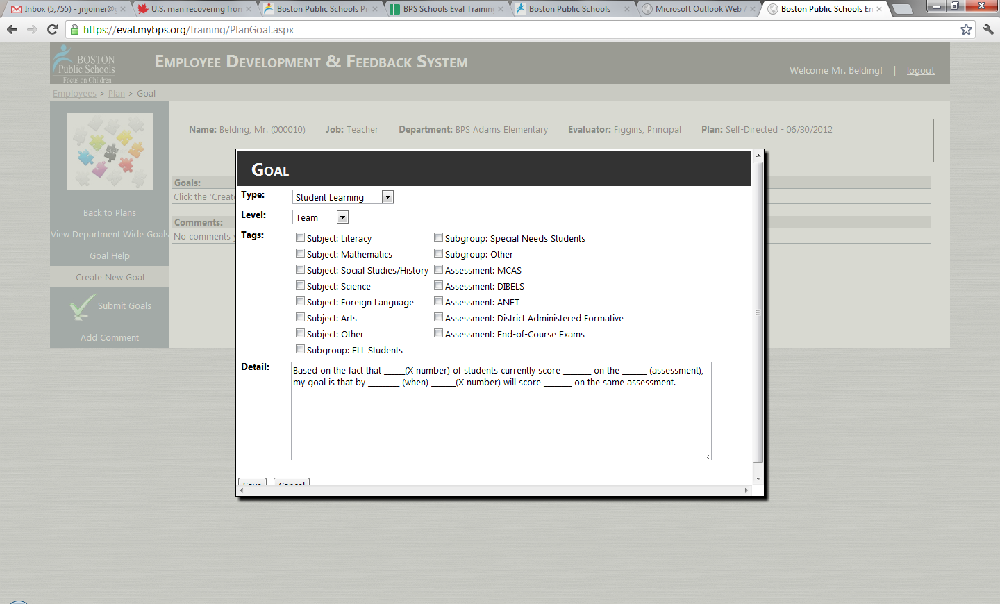 Inbox (5,755) - jnjoiner@ U.S. man recovering from Boston Public Schools Pr BPS Schools Eval Training Boston Public Schools Microsoft Outlook Web A Boston Public Schools En
https://eval.mybps.org/training/PlanGoal.aspx
BOSTON
Public Schools
Focus on Children
EMPLOYEE DEVELOPMENT & FEEDBACK SYSTEM
Welcome Mr. Belding! | logout
Employees > Plan > Goal
Name: Belding, Mr. (000010) Job: Teacher Department: BPS Adams Elementary Evaluator: Figgins, Principal Plan: Self-Directed - 06/30/2012
Goals:
Click the 'Create
Comments:
No comments y
Back to Plans
View Department Wide Goals
Goal Help
Create New Goal
Submit Goals
Add Comment
GOAL
Type: Student Learning
Level: Team
Tags:
Subject: Literacy Subgroup: Special Needs Students
Subject: Mathematics Subgroup: Other
Subject: Social Studies/History Assessment: MCAS
Subject: Science Assessment: DIBELS
Subject: Foreign Language Assessment: ANET
Subject: Arts Assessment: District Administered Formative
Subject: Other Assessment: End-of-Course Exams
Subgroup: ELL Students
Detail:
Based on the fact that _____(X number) of students currently score _______ on the ______ (assessment),
my goal is that by ________ (when) ______(X number) will score _______ on the same assessment.
Save Cancel